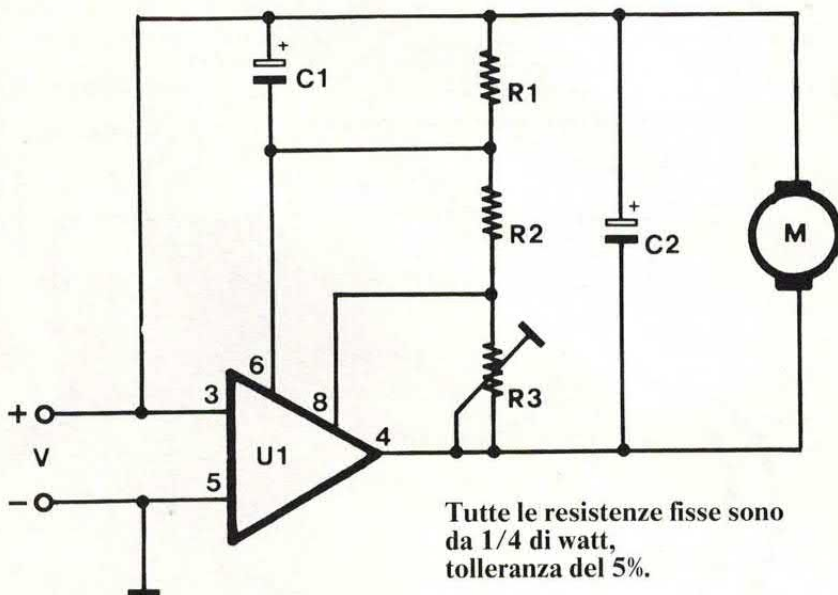 +
C1
R1
R2
+
C2
M
6
3
8
R3
+
4
V
U1
5
−
Tutte le resistenze fisse sono
da 1/4 di watt,
tolleranza del 5%.